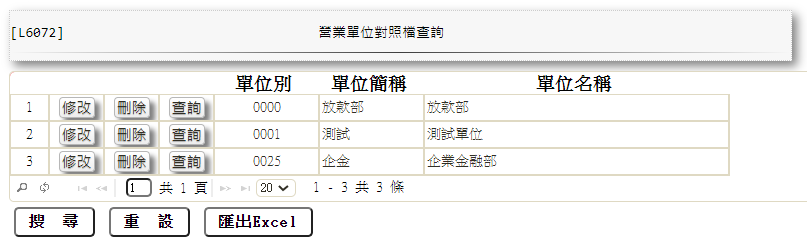 [L6072] 營業單位對照檔查詢
單位別 單位簡稱 單位名稱
1 修改 刪除 查詢 0000 放款部 放款部
2 修改 刪除 查詢 0001 測試 測試單位
3 修改 刪除 查詢 0025 企金 企業金融部
1 共 1 頁 20 1 - 3 共 3 條
搜 尋 重 設 匯出Excel